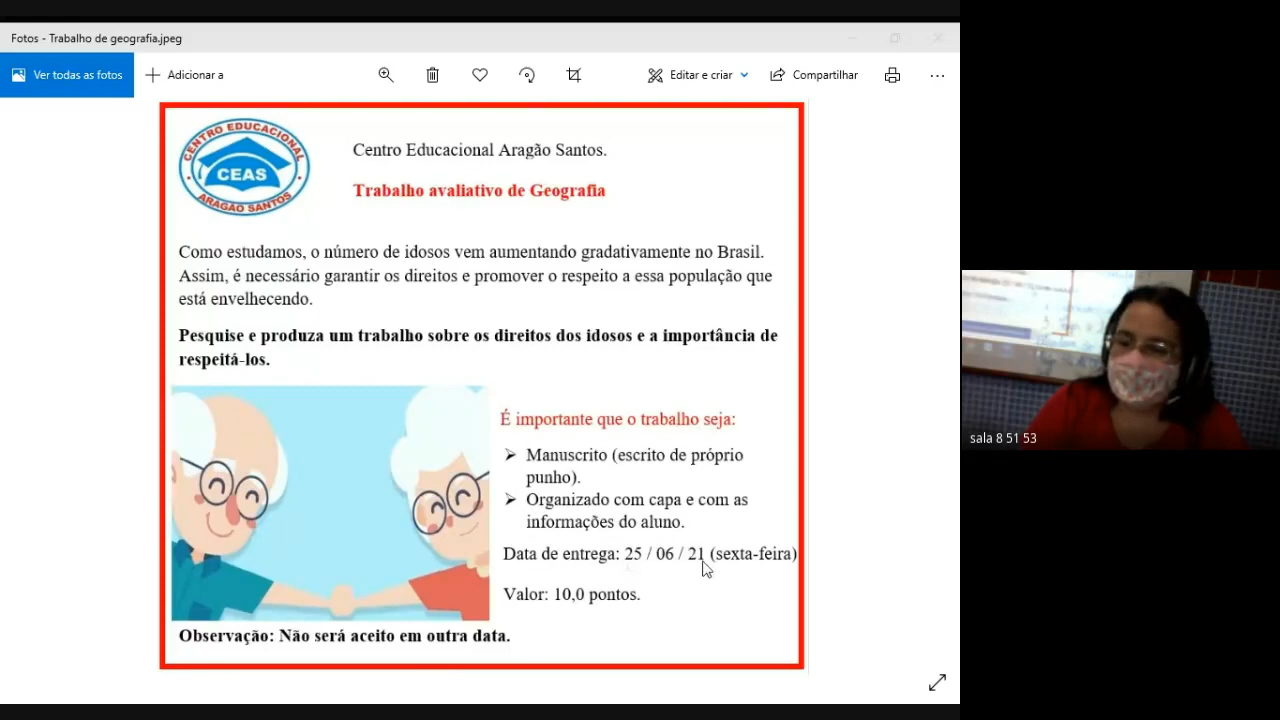 Fotos - Trabalho de geografia.jpeg
Ver todas as fotos
Adicionar a
Editar e criar
Compartilhar
CENTRO EDUCACIONAL
CEAS
ARAGÃO SANTOS
Centro Educacional Aragão Santos.
Trabalho avaliativo de Geografia
Como estudamos, o número de idosos vem aumentando gradativamente no Brasil.
Assim, é necessário garantir os direitos e promover o respeito a essa população que
está envelhecendo.
Pesquise e produza um trabalho sobre os direitos dos idosos e a importância de
respeitá-los.
É importante que o trabalho seja:
Manuscrito (escrito de próprio
punho).
Organizado com capa e com as
informações do aluno.
Data de entrega: 25 / 06 / 21 (sexta-feira)
Valor: 10,0 pontos.
Observação: Não será aceito em outra data.
sala 8 51 53